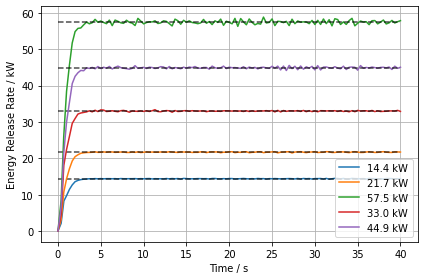 60
50
40
30
20
10
0
Energy Release Rate / kW
14.4 kW
21.7 kW
57.5 kW
33.0 kW
44.9 kW
0 5 10 15 20 25 30 35 40
Time / s